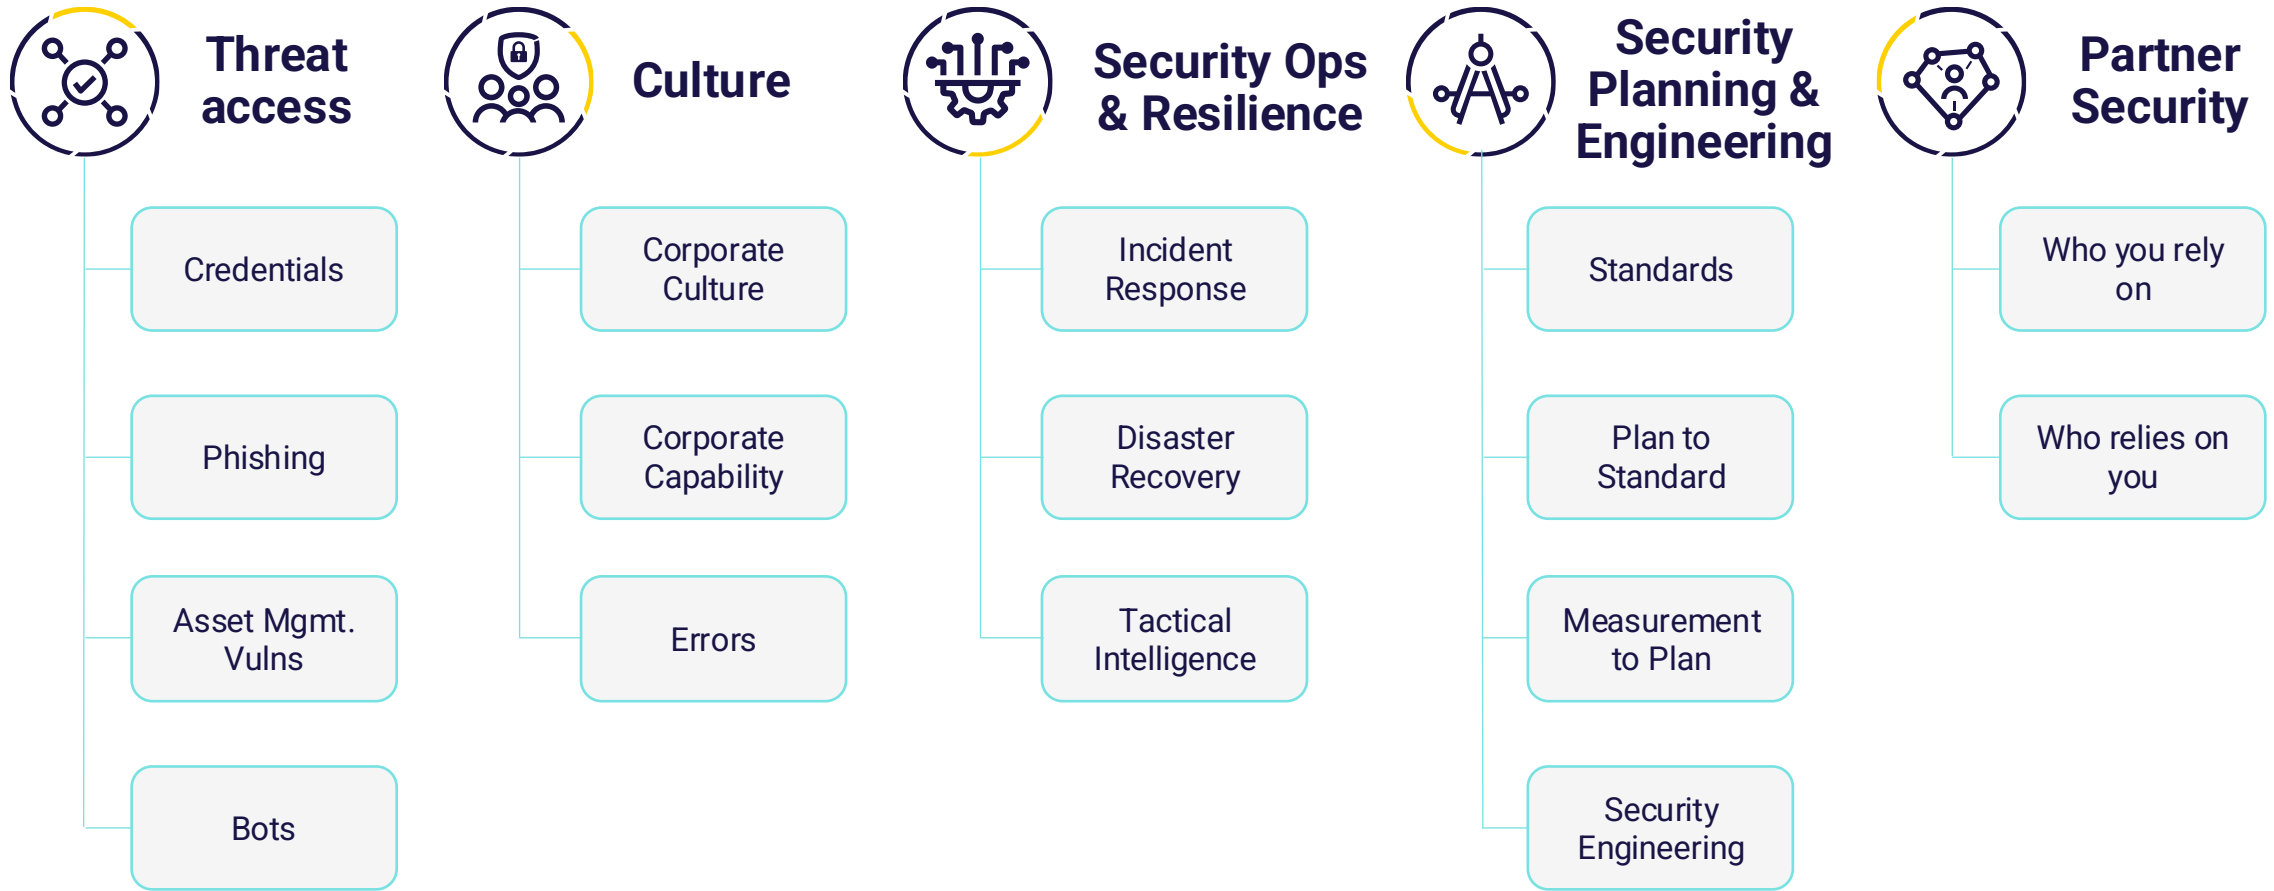 Threat
access
Credentials
Phishing
Asset Mgmt.
Vulns
Bots
Culture
Corporate
Culture
Corporate
Capability
Errors
Security Ops
& Resilience
Incident
Response
Disaster
Recovery
Tactical
Intelligence
Security
Planning &
Engineering
Standards
Plan to
Standard
Measurement
to Plan
Security
Engineering
Partner
Security
Who you rely
on
Who relies on
you